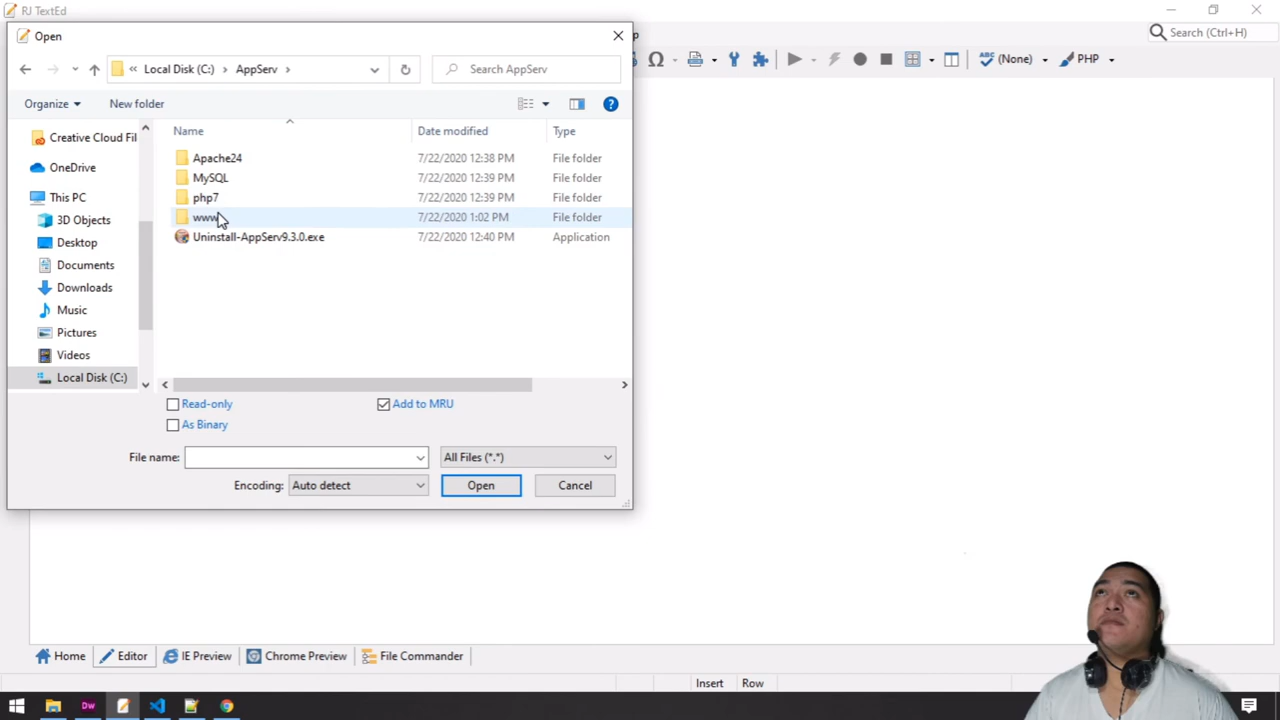 RJ TextEd
Open
Local Disk (C:) AppServ
Search AppServ
Search (Ctrl+H)
(None) PHP
Organize New folder
Name Date modified Type
Creative Cloud Fil
OneDrive
This PC
3D Objects
Desktop
Documents
Downloads
Music
Pictures
Videos
Local Disk (C:)
Apache24 7/22/2020 12:38 PM File folder
MySQL 7/22/2020 12:39 PM File folder
php7 7/22/2020 12:39 PM File folder
www 7/22/2020 1:02 PM File folder
Uninstall-AppServ9.3.0.exe 7/22/2020 12:40 PM Application
Read-only Add to MRU
As Binary
File name: All Files (*.*)
Encoding: Auto detect Open Cancel
Home Editor IE Preview Chrome Preview File Commander
Insert Row
Dw